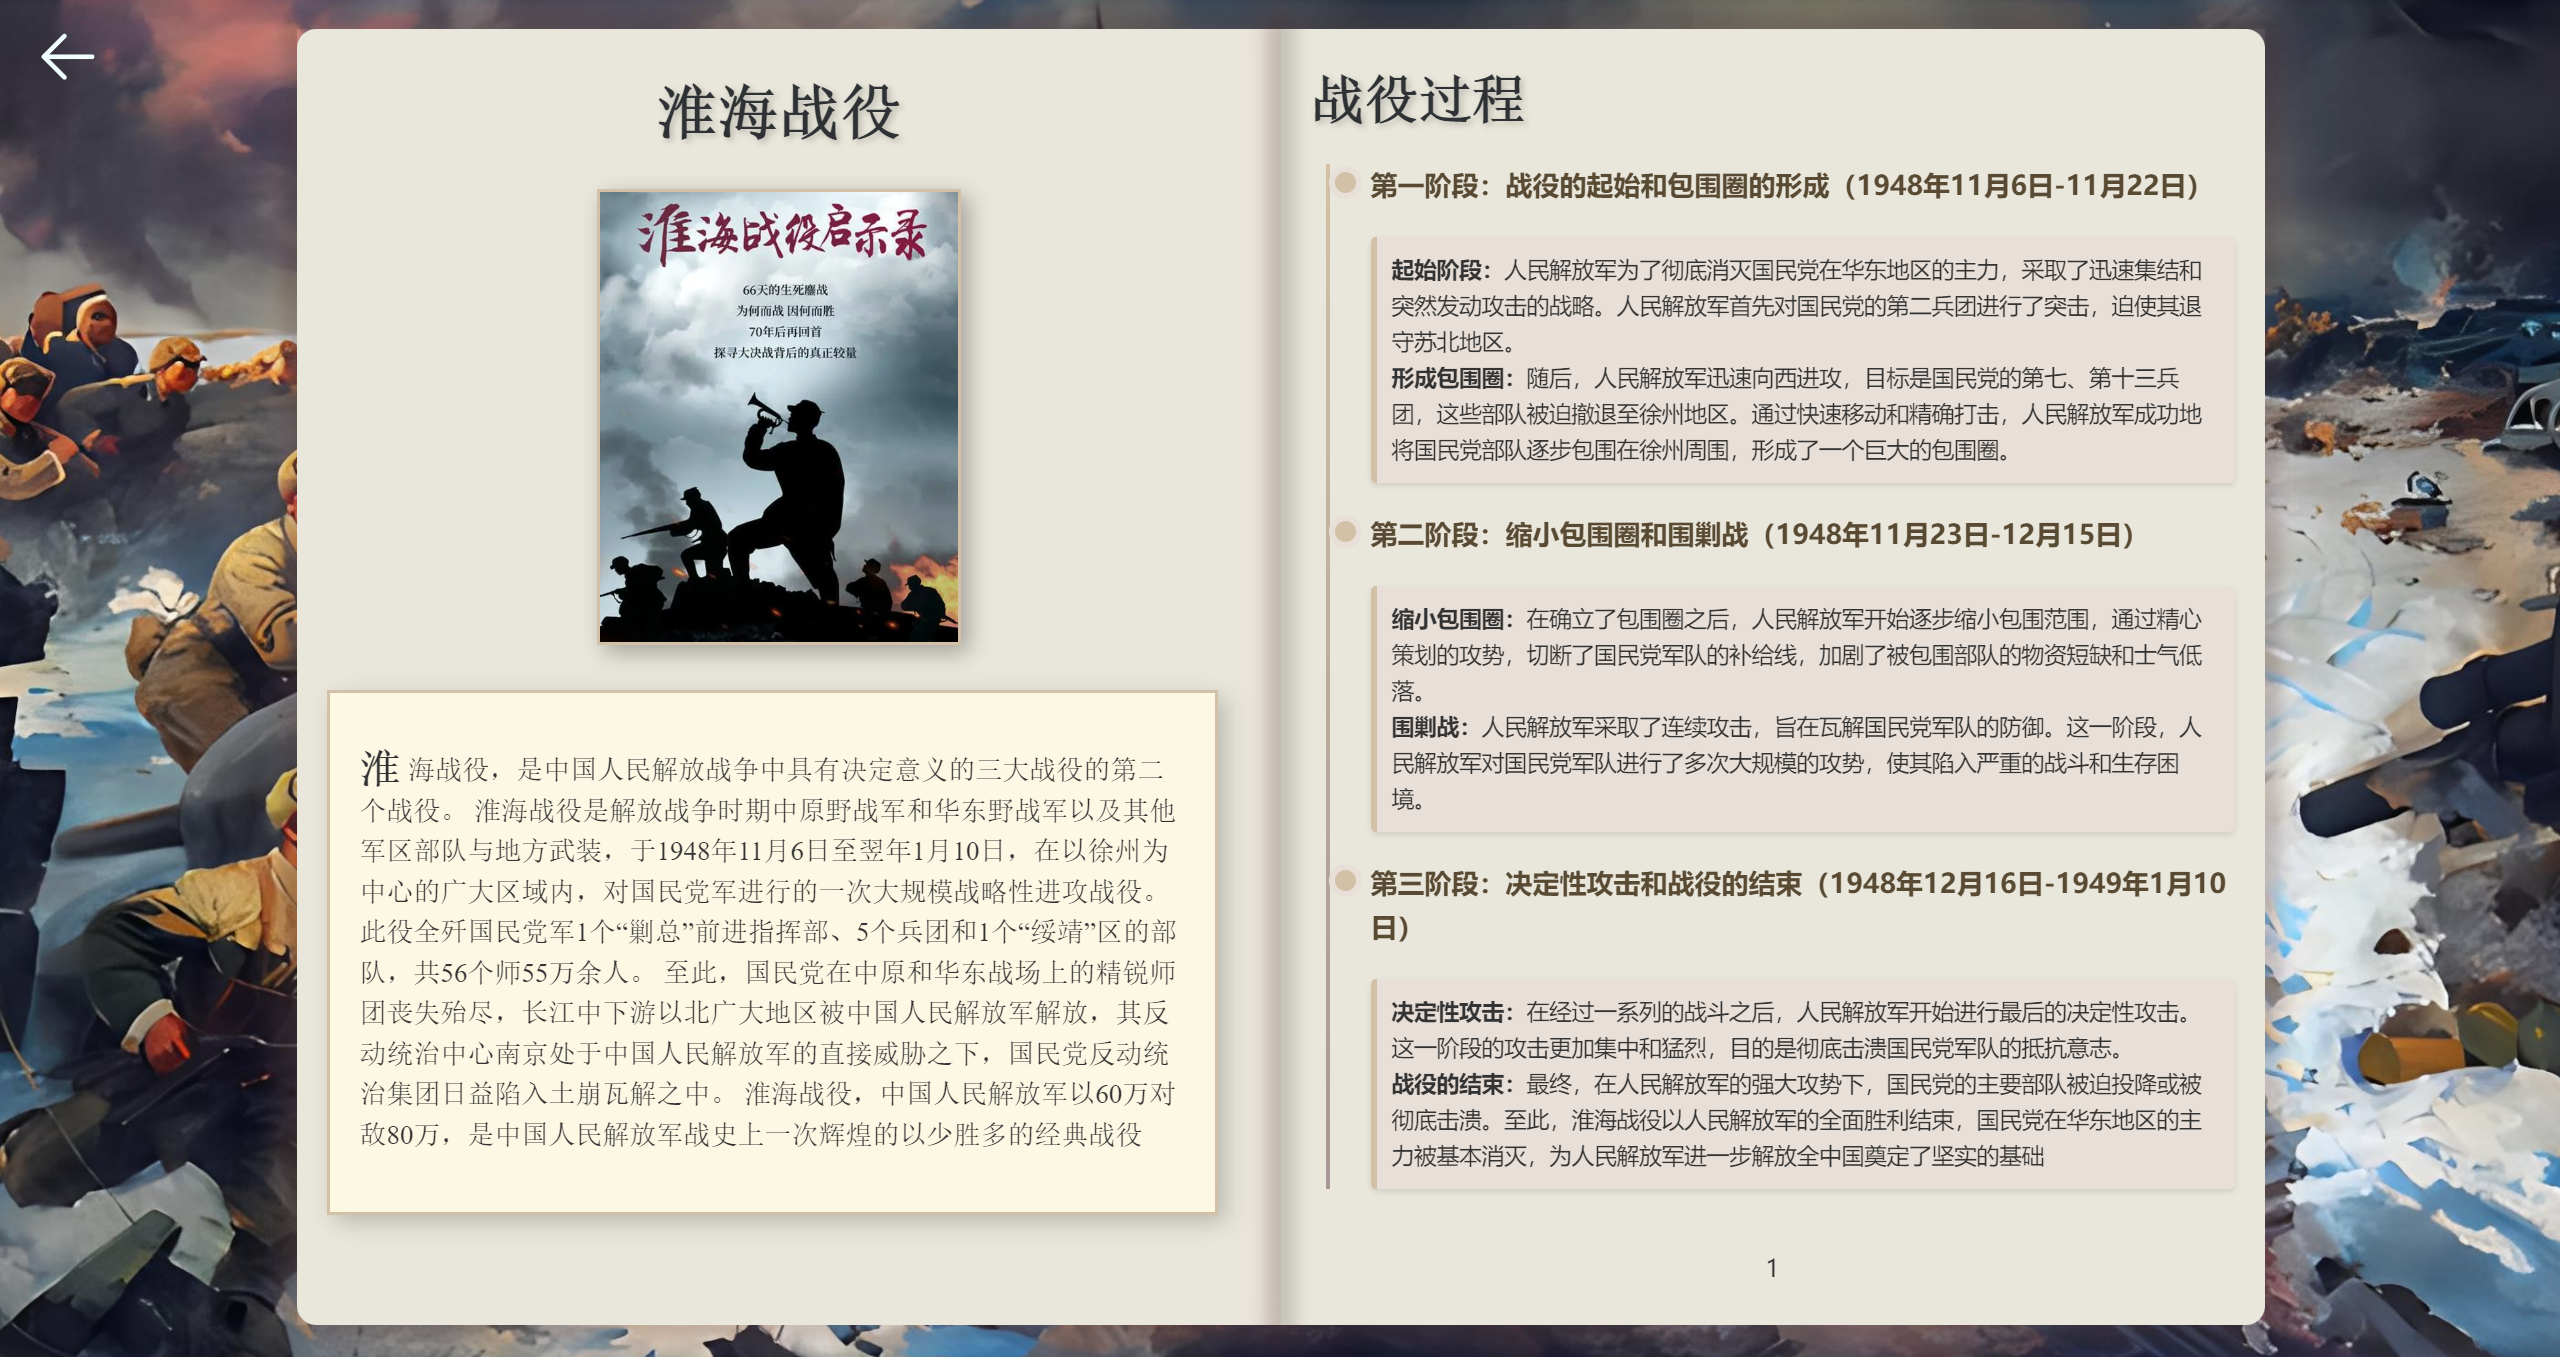 淮海战役
淮海战役启示录
66天的生死鏖战
为何而战 因何而胜
70年后再回首
探寻大决战背后的真正较量
淮海战役，是中国人民解放战争中具有决定意义的三大战役的第二
个战役。 淮海战役是解放战争时期中原野战军和华东野战军以及其他
军区部队与地方武装，于1948年11月6日至翌年1月10日，在以徐州为
中心的广大区域内，对国民党军进行的一次大规模战略性进攻战役。
此役全歼国民党军1个“剿总”前进指挥部、5个兵团和1个“绥靖”区的部
队，共56个师55万余人。 至此，国民党在中原和华东战场上的精锐师
团丧失殆尽，长江中下游以北广大地区被中国人民解放军解放，其反
动统治中心南京处于中国人民解放军的直接威胁之下，国民党反动统
治集团日益陷入土崩瓦解之中。 淮海战役，中国人民解放军以60万对
敌80万，是中国人民解放军战史上一次辉煌的以少胜多的经典战役
战役过程
第一阶段：战役的起始和包围圈的形成（1948年11月6日-11月22日）
起始阶段：人民解放军为了彻底消灭国民党在华东地区的主力，采取了迅速集结和
突然发动攻击的战略。人民解放军首先对国民党的第二兵团进行了突击，迫使其退
守苏北地区。
形成包围圈：随后，人民解放军迅速向西进攻，目标是国民党的第七、第十三兵
团，这些部队被迫撤退至徐州地区。通过快速移动和精确打击，人民解放军成功地
将国民党部队逐步包围在徐州周围，形成了一个巨大的包围圈。
第二阶段：缩小包围圈和围剿战（1948年11月23日-12月15日）
缩小包围圈：在确立了包围圈之后，人民解放军开始逐步缩小包围范围，通过精心
策划的攻势，切断了国民党军队的补给线，加剧了被包围部队的物资短缺和士气低
落。
围剿战：人民解放军采取了连续攻击，旨在瓦解国民党军队的防御。这一阶段，人
民解放军对国民党军队进行了多次大规模的攻势，使其陷入严重的战斗和生存困
境。
第三阶段：决定性攻击和战役的结束（1948年12月16日-1949年1月10
日）
决定性攻击：在经过一系列的战斗之后，人民解放军开始进行最后的决定性攻击。
这一阶段的攻击更加集中和猛烈，目的是彻底击溃国民党军队的抵抗意志。
战役的结束：最终，在人民解放军的强大攻势下，国民党的主要部队被迫投降或被
彻底击溃。至此，淮海战役以人民解放军的全面胜利结束，国民党在华东地区的主
力被基本消灭，为人民解放军进一步解放全中国奠定了坚实的基础
1